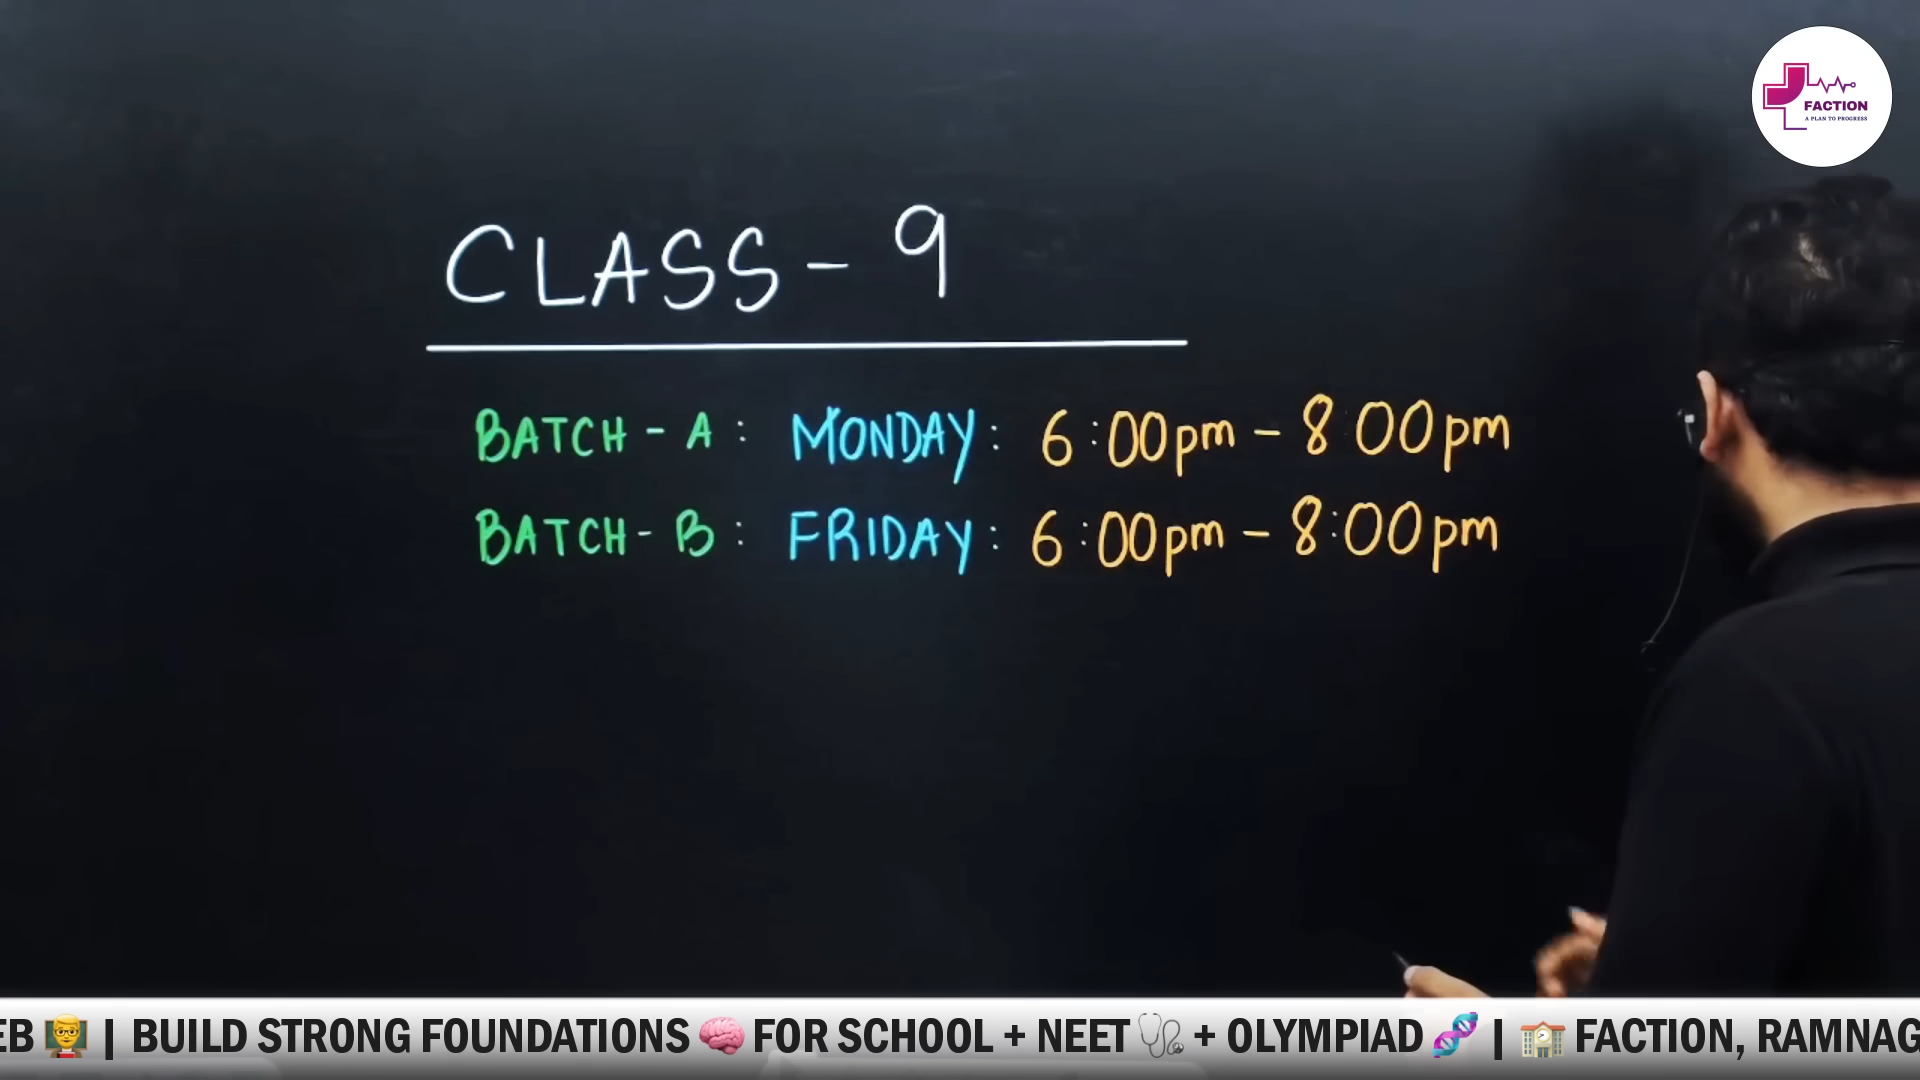 FACTION
A PLAN TO PROGRESS
CLASS - 9
BATCH - A : MONDAY : 6:00pm - 8:00pm
BATCH - B : FRIDAY : 6:00pm - 8:00pm
EB 👨‍🏫 | BUILD STRONG FOUNDATIONS 🧠 FOR SCHOOL + NEET 🩺 + OLYMPIAD 🧬 | 🏫 FACTION, RAMNAG